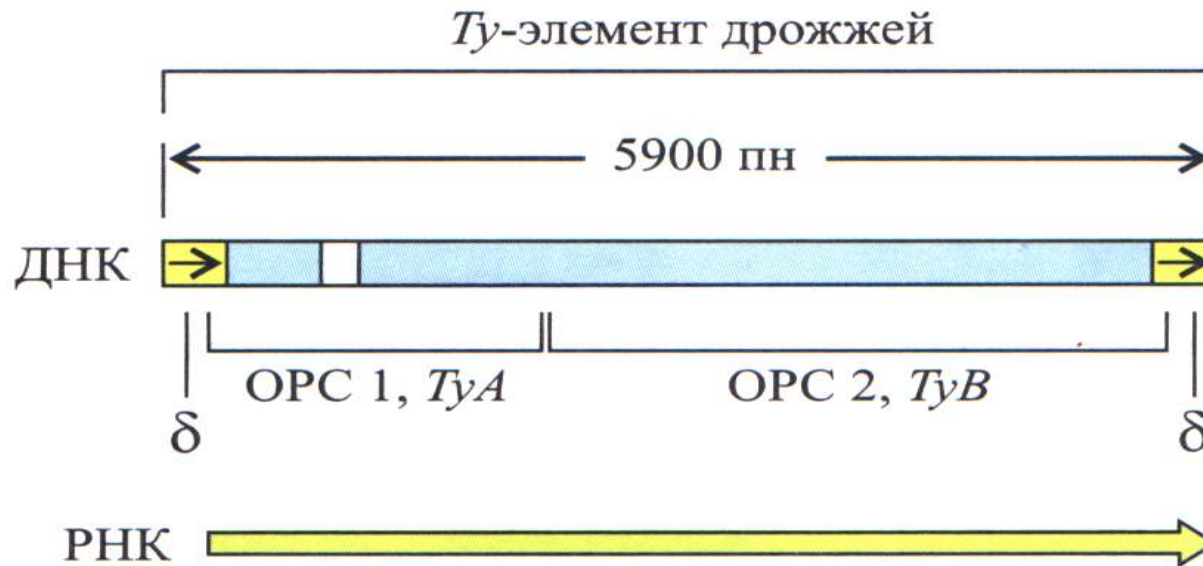 Ty-элемент дрожжей
5900 пн
ДНК
ОРС 1, TyA
ОРС 2, TyB
δ
δ
РНК